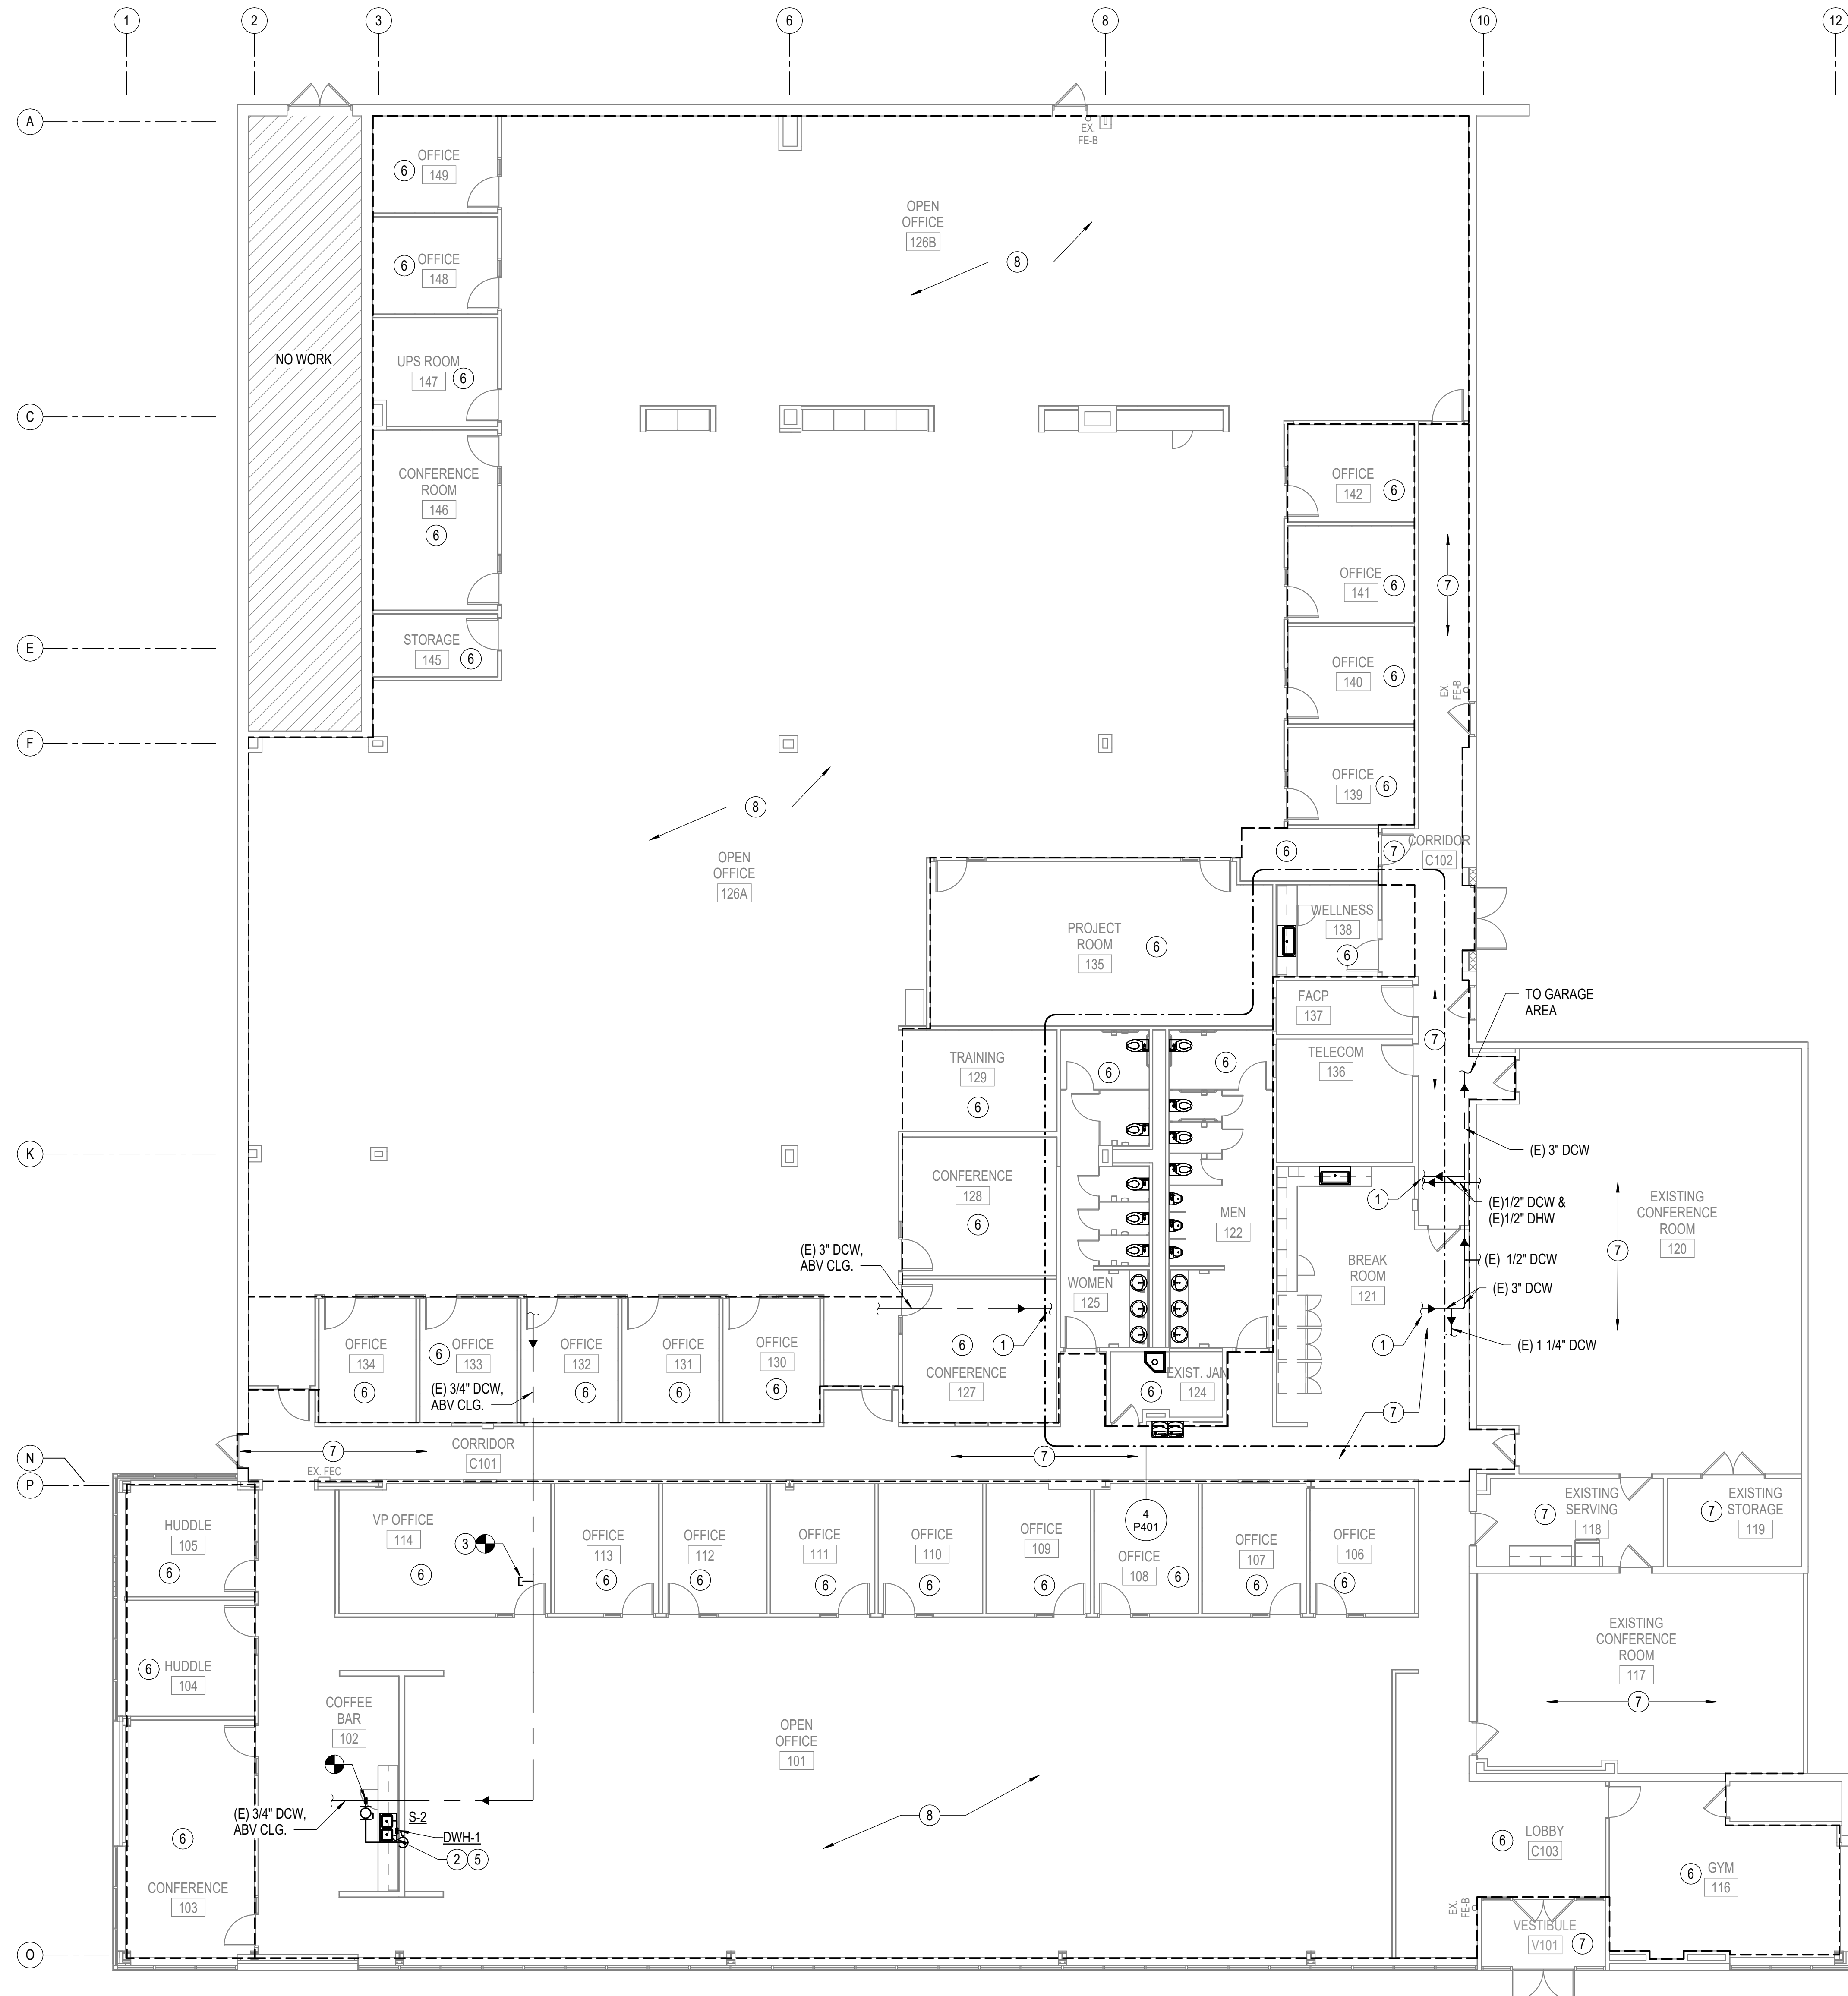 1
2
3
6
8
10
12
A
C
E
F
K
N
P
O
NO WORK
OFFICE
149
6
OFFICE
148
6
UPS ROOM
147
6
CONFERENCE
ROOM
146
6
STORAGE
145
6
EX.
FE-B
OPEN
OFFICE
126B
8
OFFICE
142
6
OFFICE
141
6
7
OFFICE
140
6
EX.
FE-B
OFFICE
139
6
8
OPEN
OFFICE
126A
6
7
CORRIDOR
C102
PROJECT
ROOM
135
6
WELLNESS
138
6
FACP
137
7
TO GARAGE
AREA
TRAINING
129
6
6
6
TELECOM
136
(E) 3" DCW
CONFERENCE
128
6
MEN
122
1
(E)1/2" DCW &
(E)1/2" DHW
EXISTING
CONFERENCE
ROOM
120
7
(E) 1/2" DCW
(E) 3" DCW
(E) 1 1/4" DCW
(E) 3" DCW,
ABV CLG.
WOMEN
125
BREAK
ROOM
121
1
1
6
CONFERENCE
127
EXIST. JAN
124
6
7
OFFICE
134
6
6
OFFICE
133
(E) 3/4" DCW,
ABV CLG.
OFFICE
132
6
OFFICE
131
6
OFFICE
130
6
7
CORRIDOR
C101
EX. FEC
7
4
P401
HUDDLE
105
6
HUDDLE
104
6
VP OFFICE
114
6
3
OFFICE
113
6
OFFICE
112
6
OFFICE
111
6
OFFICE
110
6
OFFICE
109
6
OFFICE
108
6
OFFICE
107
6
OFFICE
106
6
EXISTING
SERVING
118
7
EXISTING
STORAGE
119
7
EXISTING
CONFERENCE
ROOM
117
7
COFFEE
BAR
102
OPEN
OFFICE
101
8
(E) 3/4" DCW,
ABV CLG.
S-2
DWH-1
2
5
6
CONFERENCE
103
6
LOBBY
C103
6
GYM
116
EX.
FE-B
VESTIBULE
V101
7